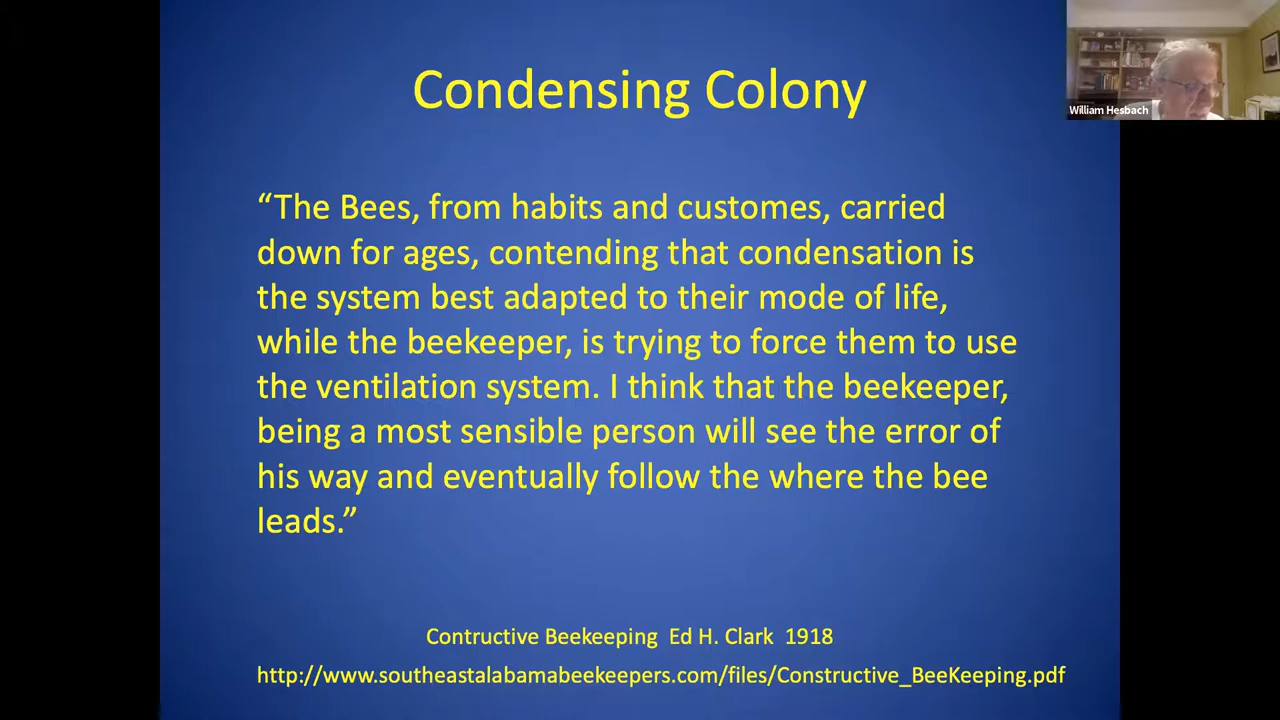 Condensing Colony
William Hesbach
“The Bees, from habits and customes, carried
down for ages, contending that condensation is
the system best adapted to their mode of life,
while the beekeeper, is trying to force them to use
the ventilation system. I think that the beekeeper,
being a most sensible person will see the error of
his way and eventually follow the where the bee
leads.”
Contructive Beekeeping Ed H. Clark 1918
http://www.southeastalabamabeekeepers.com/files/Constructive_BeeKeeping.pdf